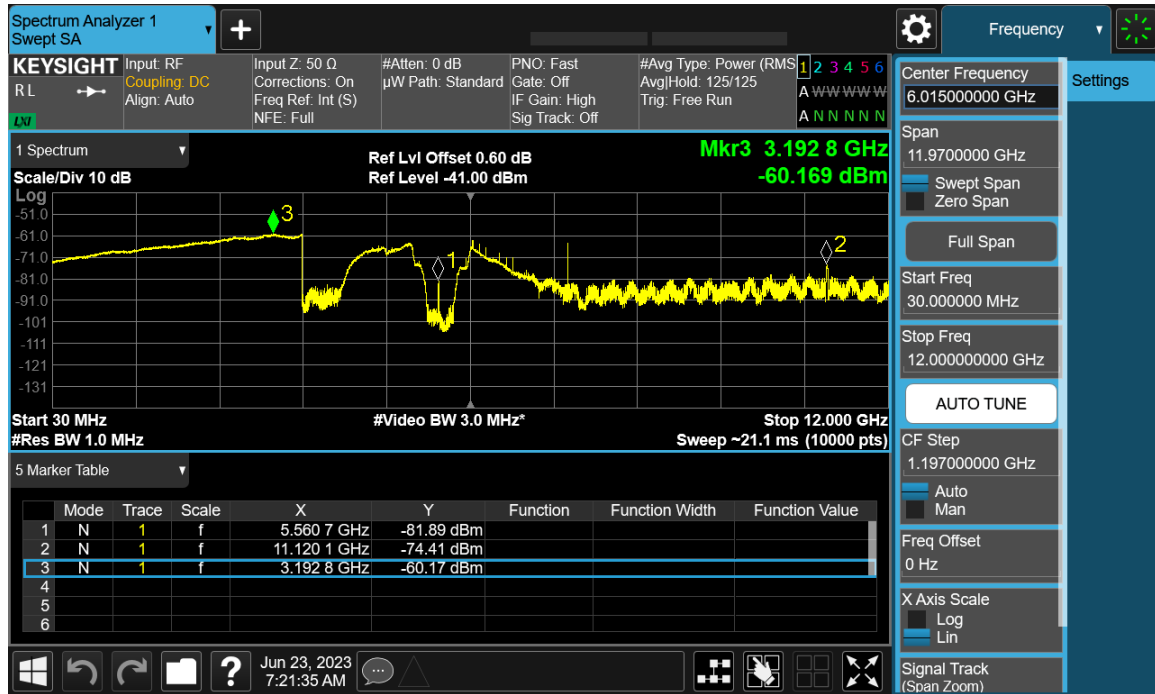 Spectrum Analyzer 1
Swept SA
+
Frequency
KEYSIGHT
RL
LXI
Input: RF
Coupling: DC
Align: Auto
Input Z: 50 Ω
Corrections: On
Freq Ref: Int (S)
NFE: Full
#Atten: 0 dB
µW Path: Standard
PNO: Fast
Gate: Off
IF Gain: High
Sig Track: Off
#Avg Type: Power (RMS
Avg|Hold: 125/125
Trig: Free Run
1 2 3 4 5 6
A W W W W W
A N N N N N
1 Spectrum
Scale/Div 10 dB
Ref Lvl Offset 0.60 dB
Ref Level -41.00 dBm
Mkr3 3.192 8 GHz
-60.169 dBm
Log
-51.0
-61.0
-71.0
-81.0
-91.0
-101
-111
-121
-131
3
1
2
Start 30 MHz
#Video BW 3.0 MHz*
Stop 12.000 GHz
#Res BW 1.0 MHz
Sweep ~21.1 ms (10000 pts)
5 Marker Table
Mode Trace Scale X Y Function Function Width Function Value
1 N 1 f 5.560 7 GHz -81.89 dBm
2 N 1 f 11.120 1 GHz -74.41 dBm
3 N 1 f 3.192 8 GHz -60.17 dBm
4
5
6
?
Jun 23, 2023
7:21:35 AM
Center Frequency
6.015000000 GHz
Settings
Span
11.9700000 GHz
Swept Span
Zero Span
Full Span
Start Freq
30.000000 MHz
Stop Freq
12.000000000 GHz
AUTO TUNE
CF Step
1.197000000 GHz
Auto
Man
Freq Offset
0 Hz
X Axis Scale
Log
Lin
Signal Track
(Span Zoom)